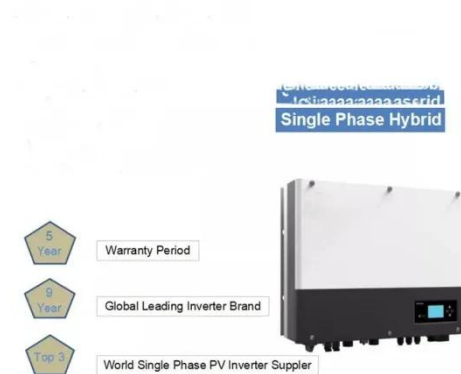 Single Phase Hybrid
5
Year
Warranty Period
9
Year
Global Leading Inverter Brand
Top 3
World Single Phase PV Inverter Suppler